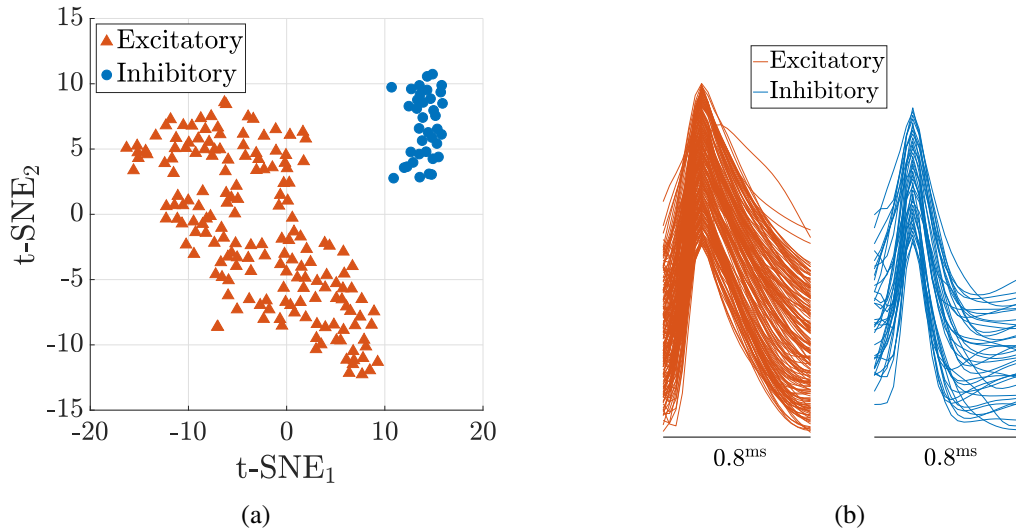 15
10
5
0
-5
-10
-15
-20
-10
0
10
20
t-SNE₂
t-SNE₁
Excitatory
Inhibitory
(a)
Excitatory
Inhibitory
0.8ᵐˢ
0.8ᵐˢ
(b)